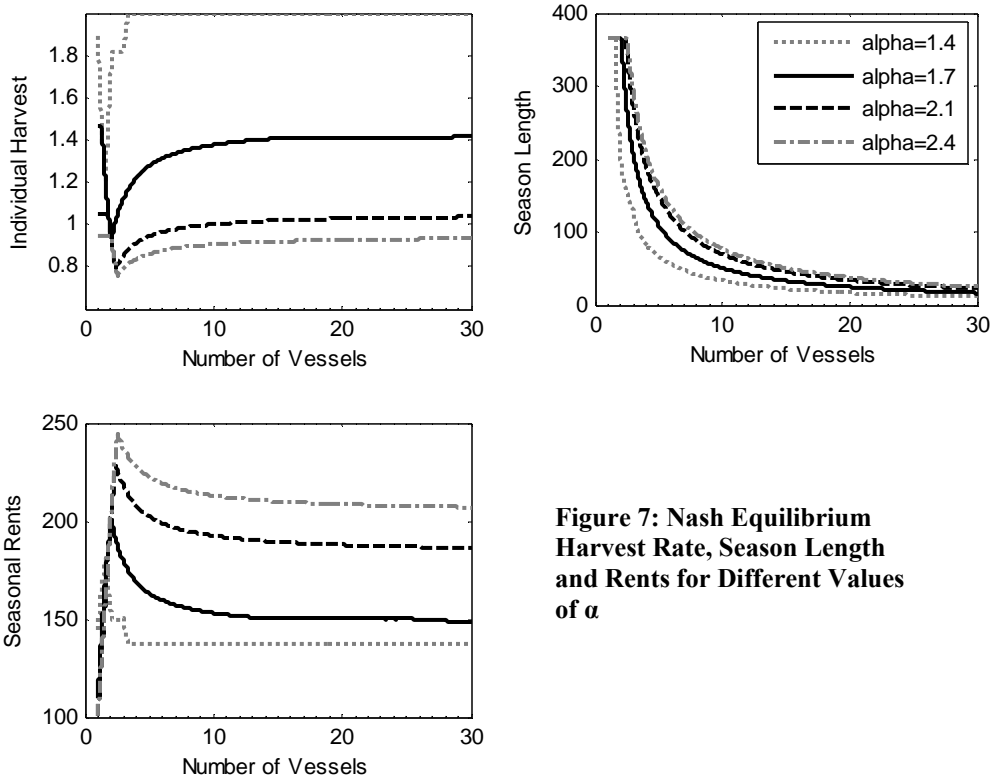 1.8
1.6
1.4
1.2
1
0.8
0
10
20
30
Individual Harvest
Number of Vessels
400
300
200
100
0
0
10
20
30
Season Length
Number of Vessels
alpha=1.4
alpha=1.7
alpha=2.1
alpha=2.4
250
200
150
100
0
10
20
30
Seasonal Rents
Number of Vessels
Figure 7: Nash Equilibrium
Harvest Rate, Season Length
and Rents for Different Values
of α